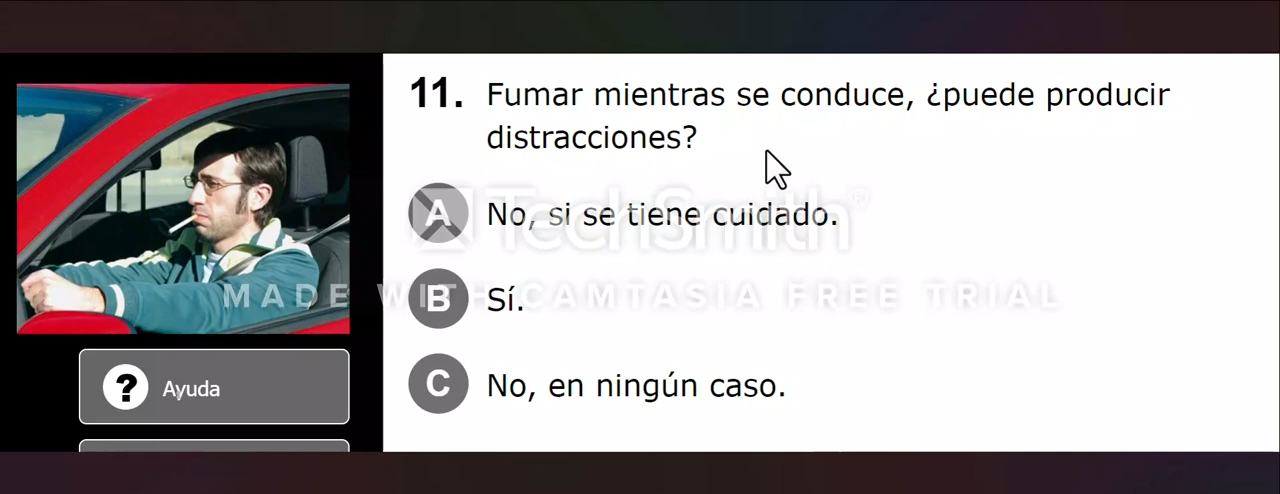 11. Fumar mientras se conduce, ¿puede producir
distracciones?
A No, si se tiene cuidado.
TechSmith®
B Sí.
MADE WITH CAMTASIA FREE TRIAL
C No, en ningún caso.
? Ayuda